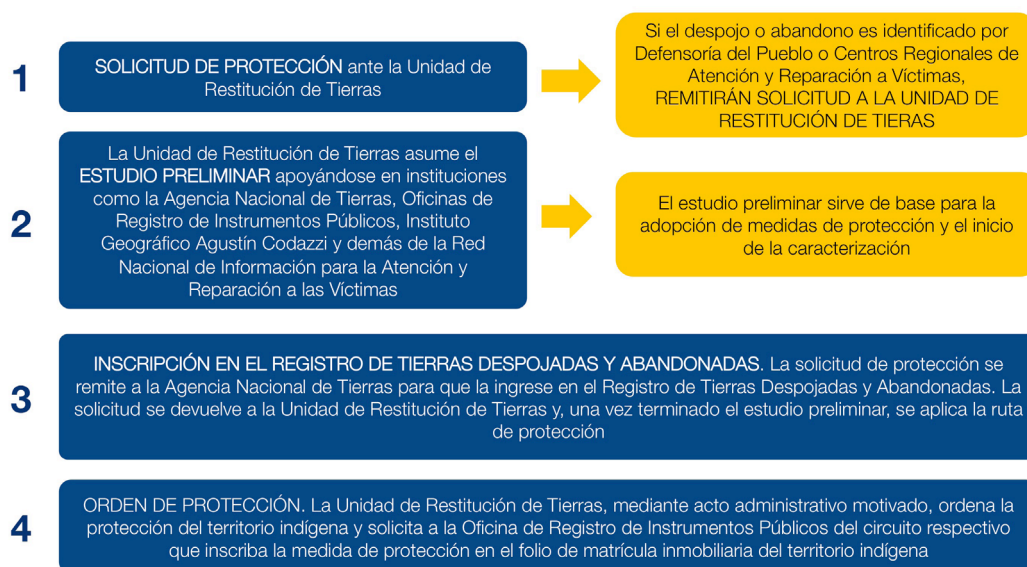 1
SOLICITUD DE PROTECCIÓN ante la Unidad de
Restitución de Tierras
Si el despojo o abandono es identificado por
Defensoría del Pueblo o Centros Regionales de
Atención y Reparación a Víctimas,
REMITIRÁN SOLICITUD A LA UNIDAD DE
RESTITUCIÓN DE TIERAS
2
La Unidad de Restitución de Tierras asume el
ESTUDIO PRELIMINAR apoyándose en instituciones
como la Agencia Nacional de Tierras, Oficinas de
Registro de Instrumentos Públicos, Instituto
Geográfico Agustín Codazzi y demás de la Red
Nacional de Información para la Atención y
Reparación a las Víctimas
El estudio preliminar sirve de base para la
adopción de medidas de protección y el inicio
de la caracterización
3
INSCRIPCIÓN EN EL REGISTRO DE TIERRAS DESPOJADAS Y ABANDONADAS. La solicitud de protección se
remite a la Agencia Nacional de Tierras para que la ingrese en el Registro de Tierras Despojadas y Abandonadas. La
solicitud se devuelve a la Unidad de Restitución de Tierras y, una vez terminado el estudio preliminar, se aplica la ruta
de protección
4
ORDEN DE PROTECCIÓN. La Unidad de Restitución de Tierras, mediante acto administrativo motivado, ordena la
protección del territorio indígena y solicita a la Oficina de Registro de Instrumentos Públicos del circuito respectivo
que inscriba la medida de protección en el folio de matrícula inmobiliaria del territorio indígena